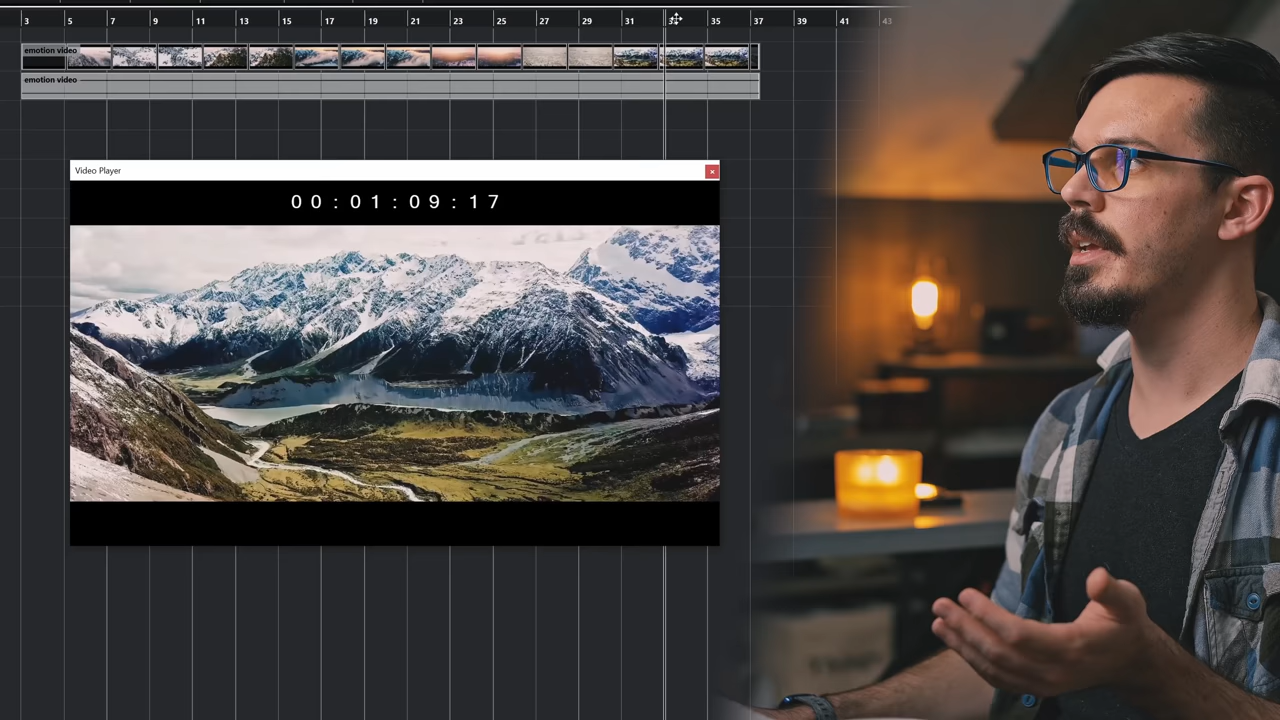 3 5 7 9 11 13 15 17 19 21 23 25 27 29 31 35 37 39 41 43
emotion video
emotion video
Video Player
00:01:09:17